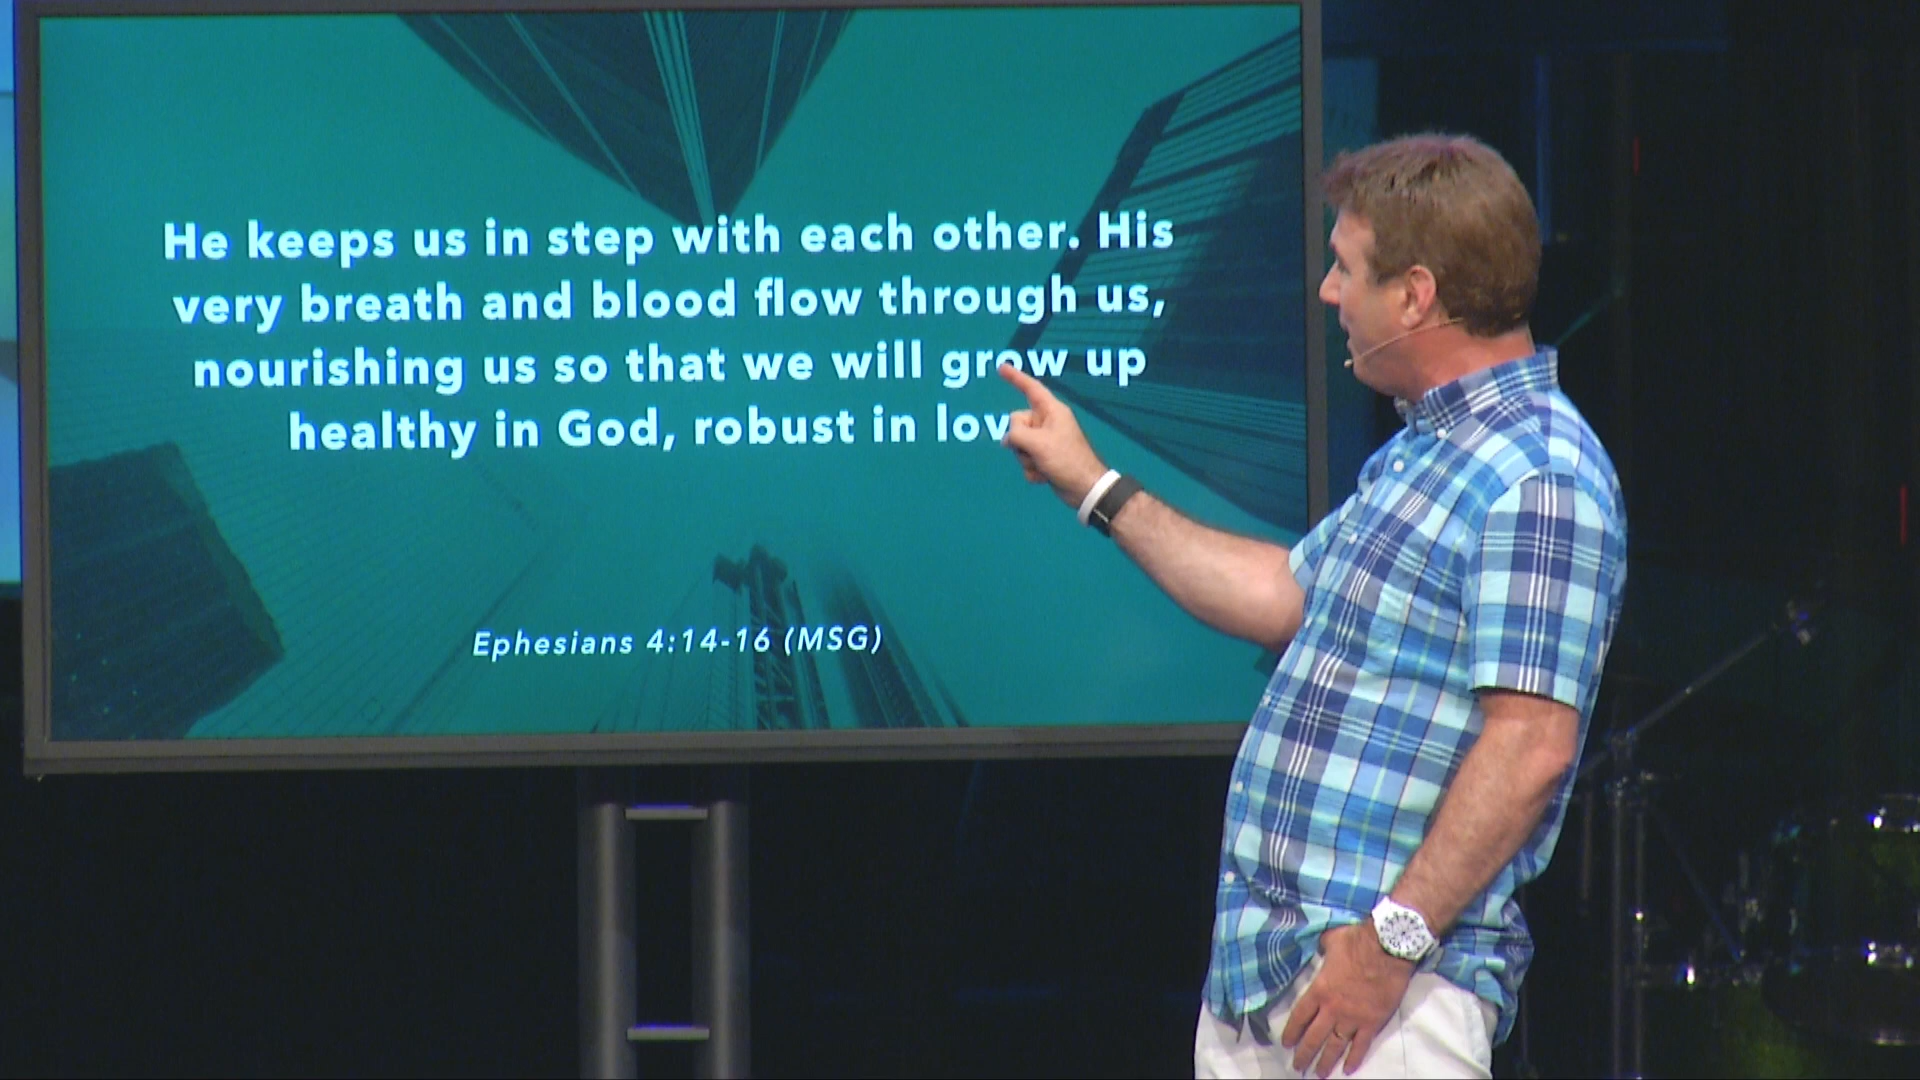 He keeps us in step with each other. His
very breath and blood flow through us,
nourishing us so that we will grow up
healthy in God, robust in
Ephesians 4:14-16 (MSG)